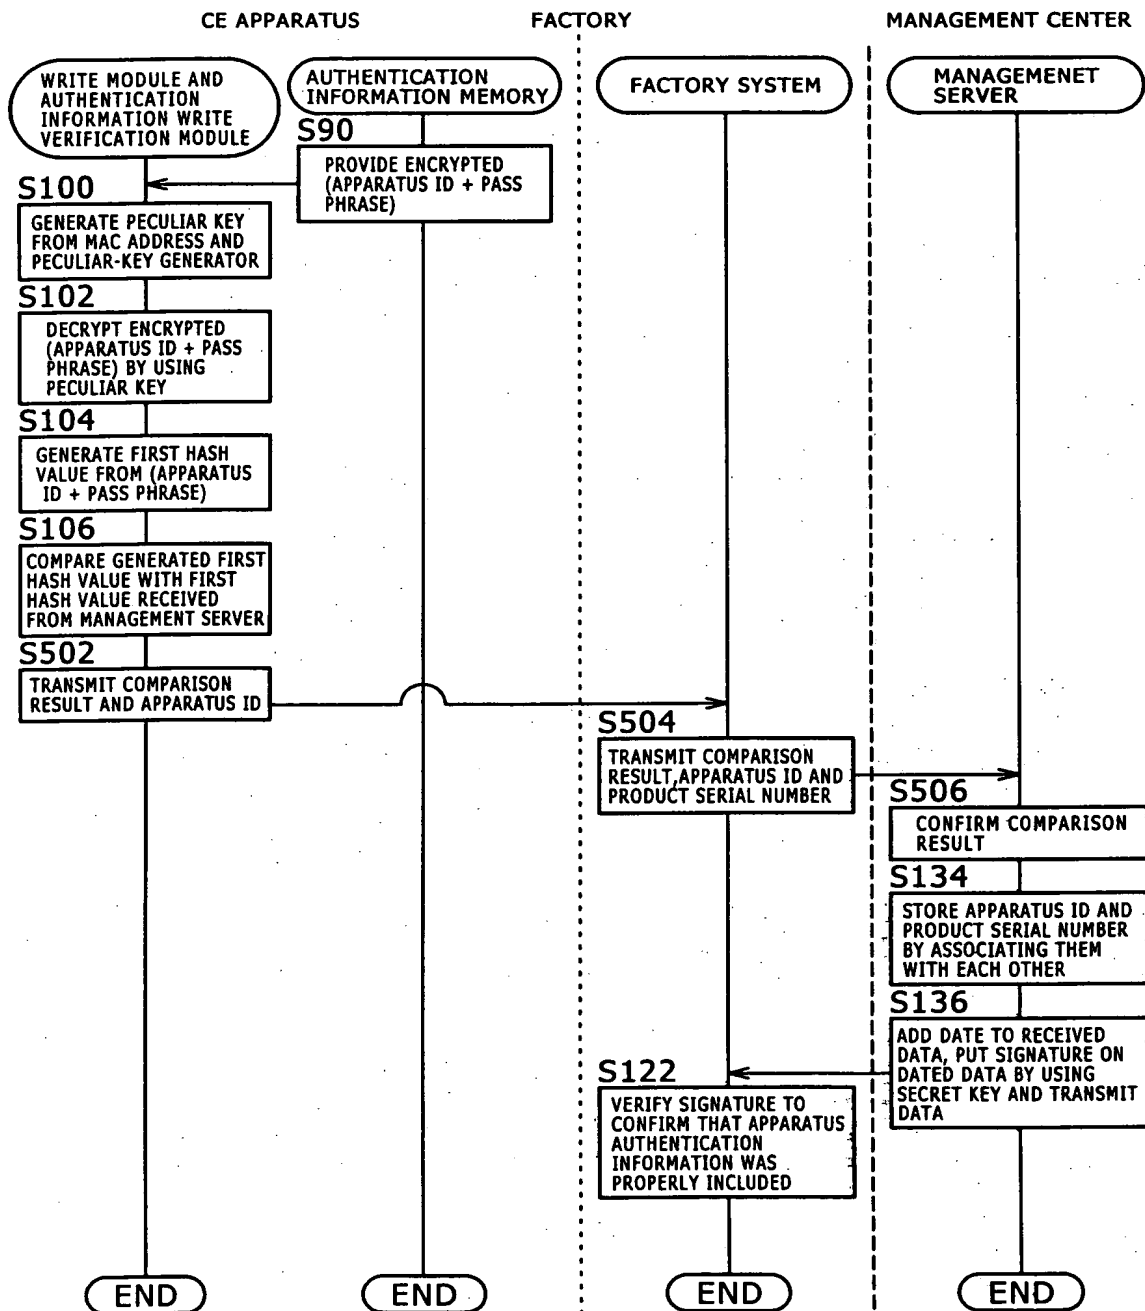 CE APPARATUS
FACTORY
MANAGEMENT CENTER
WRITE MODULE AND
AUTHENTICATION
INFORMATION WRITE
VERIFICATION MODULE
AUTHENTICATION
INFORMATION MEMORY
FACTORY SYSTEM
MANAGEMENET
SERVER
S90
PROVIDE ENCRYPTED
(APPARATUS ID + PASS
PHRASE)
S100
GENERATE PECULIAR KEY
FROM MAC ADDRESS AND
PECULIAR-KEY GENERATOR
S102
DECRYPT ENCRYPTED
(APPARATUS ID + PASS
PHRASE) BY USING
PECULIAR KEY
S104
GENERATE FIRST HASH
VALUE FROM (APPARATUS
ID + PASS PHRASE)
S106
COMPARE GENERATED FIRST
HASH VALUE WITH FIRST
HASH VALUE RECEIVED
FROM MANAGEMENT SERVER
S502
TRANSMIT COMPARISON
RESULT AND APPARATUS ID
S504
TRANSMIT COMPARISON
RESULT,APPARATUS ID AND
PRODUCT SERIAL NUMBER
S506
CONFIRM COMPARISON
RESULT
S134
STORE APPARATUS ID AND
PRODUCT SERIAL NUMBER
BY ASSOCIATING THEM
WITH EACH OTHER
S136
ADD DATE TO RECEIVED
DATA, PUT SIGNATURE ON
DATED DATA BY USING
SECRET KEY AND TRANSMIT
DATA
S122
VERIFY SIGNATURE TO
CONFIRM THAT APPARATUS
AUTHENTICATION
INFORMATION WAS
PROPERLY INCLUDED
END
END
END
END